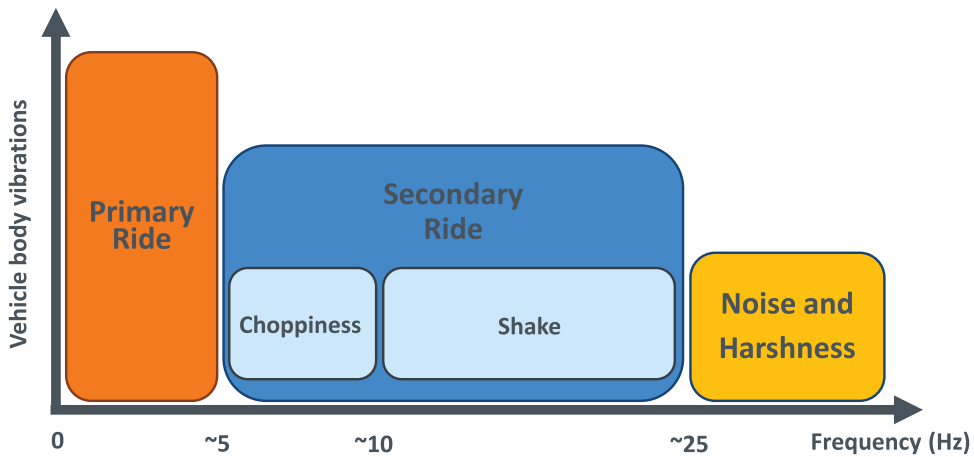 Vehicle body vibrations
Primary
Ride
Secondary
Ride
Choppiness
Shake
Noise and
Harshness
0
~5
~10
~25
Frequency (Hz)